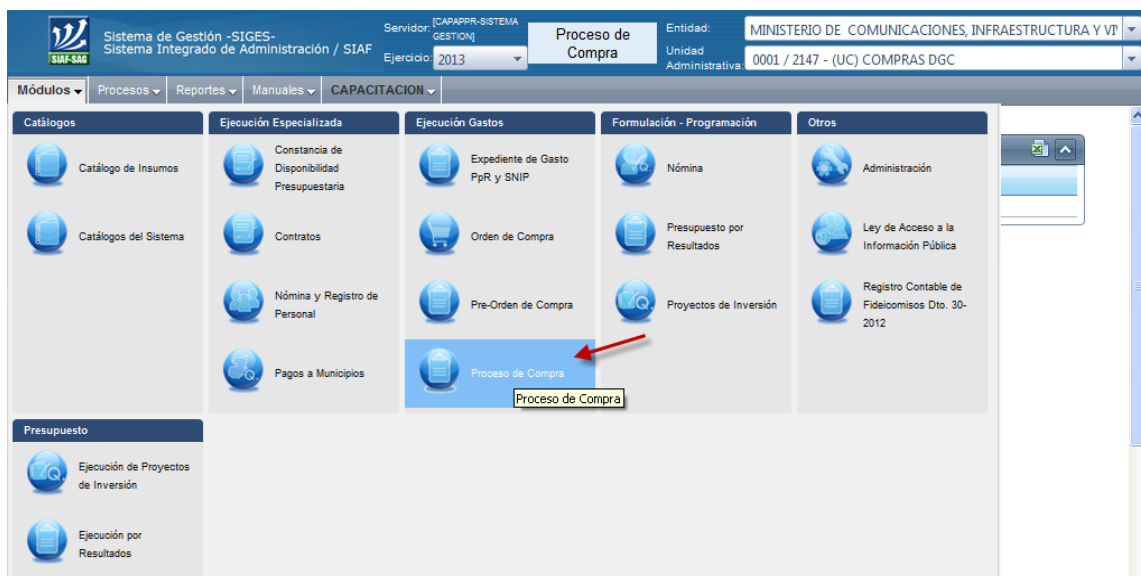 SIAF-SAG
Sistema de Gestión -SIGES-
Sistema Integrado de Administración / SIAF
Servidor: [CAPAPPR-SISTEMA GESTION]
Ejercicio: 2013
Proceso de
Compra
Entidad: MINISTERIO DE COMUNICACIONES, INFRAESTRUCTURA Y
Unidad
Administrativa: 0001 / 2147 - (UC) COMPRAS DGC
Módulos Procesos Reportes Manuales CAPACITACION
Catálogos
Catálogo de Insumos
Catálogos del Sistema
Ejecución Especializada
Constancia de
Disponibilidad
Presupuestaria
Contratos
Nómina y Registro de
Personal
Pagos a Municipios
Ejecución Gastos
Expediente de Gasto
PpR y SNIP
Orden de Compra
Pre-Orden de Compra
Proceso de Compra
Proceso de Compra
Formulación - Programación
Nómina
Presupuesto por
Resultados
Proyectos de Inversión
Otros
Administración
Ley de Acceso a la
Información Pública
Registro Contable de
Fideicomisos Dto. 30-
2012
Presupuesto
Ejecución de Proyectos
de Inversión
Ejecución por
Resultados